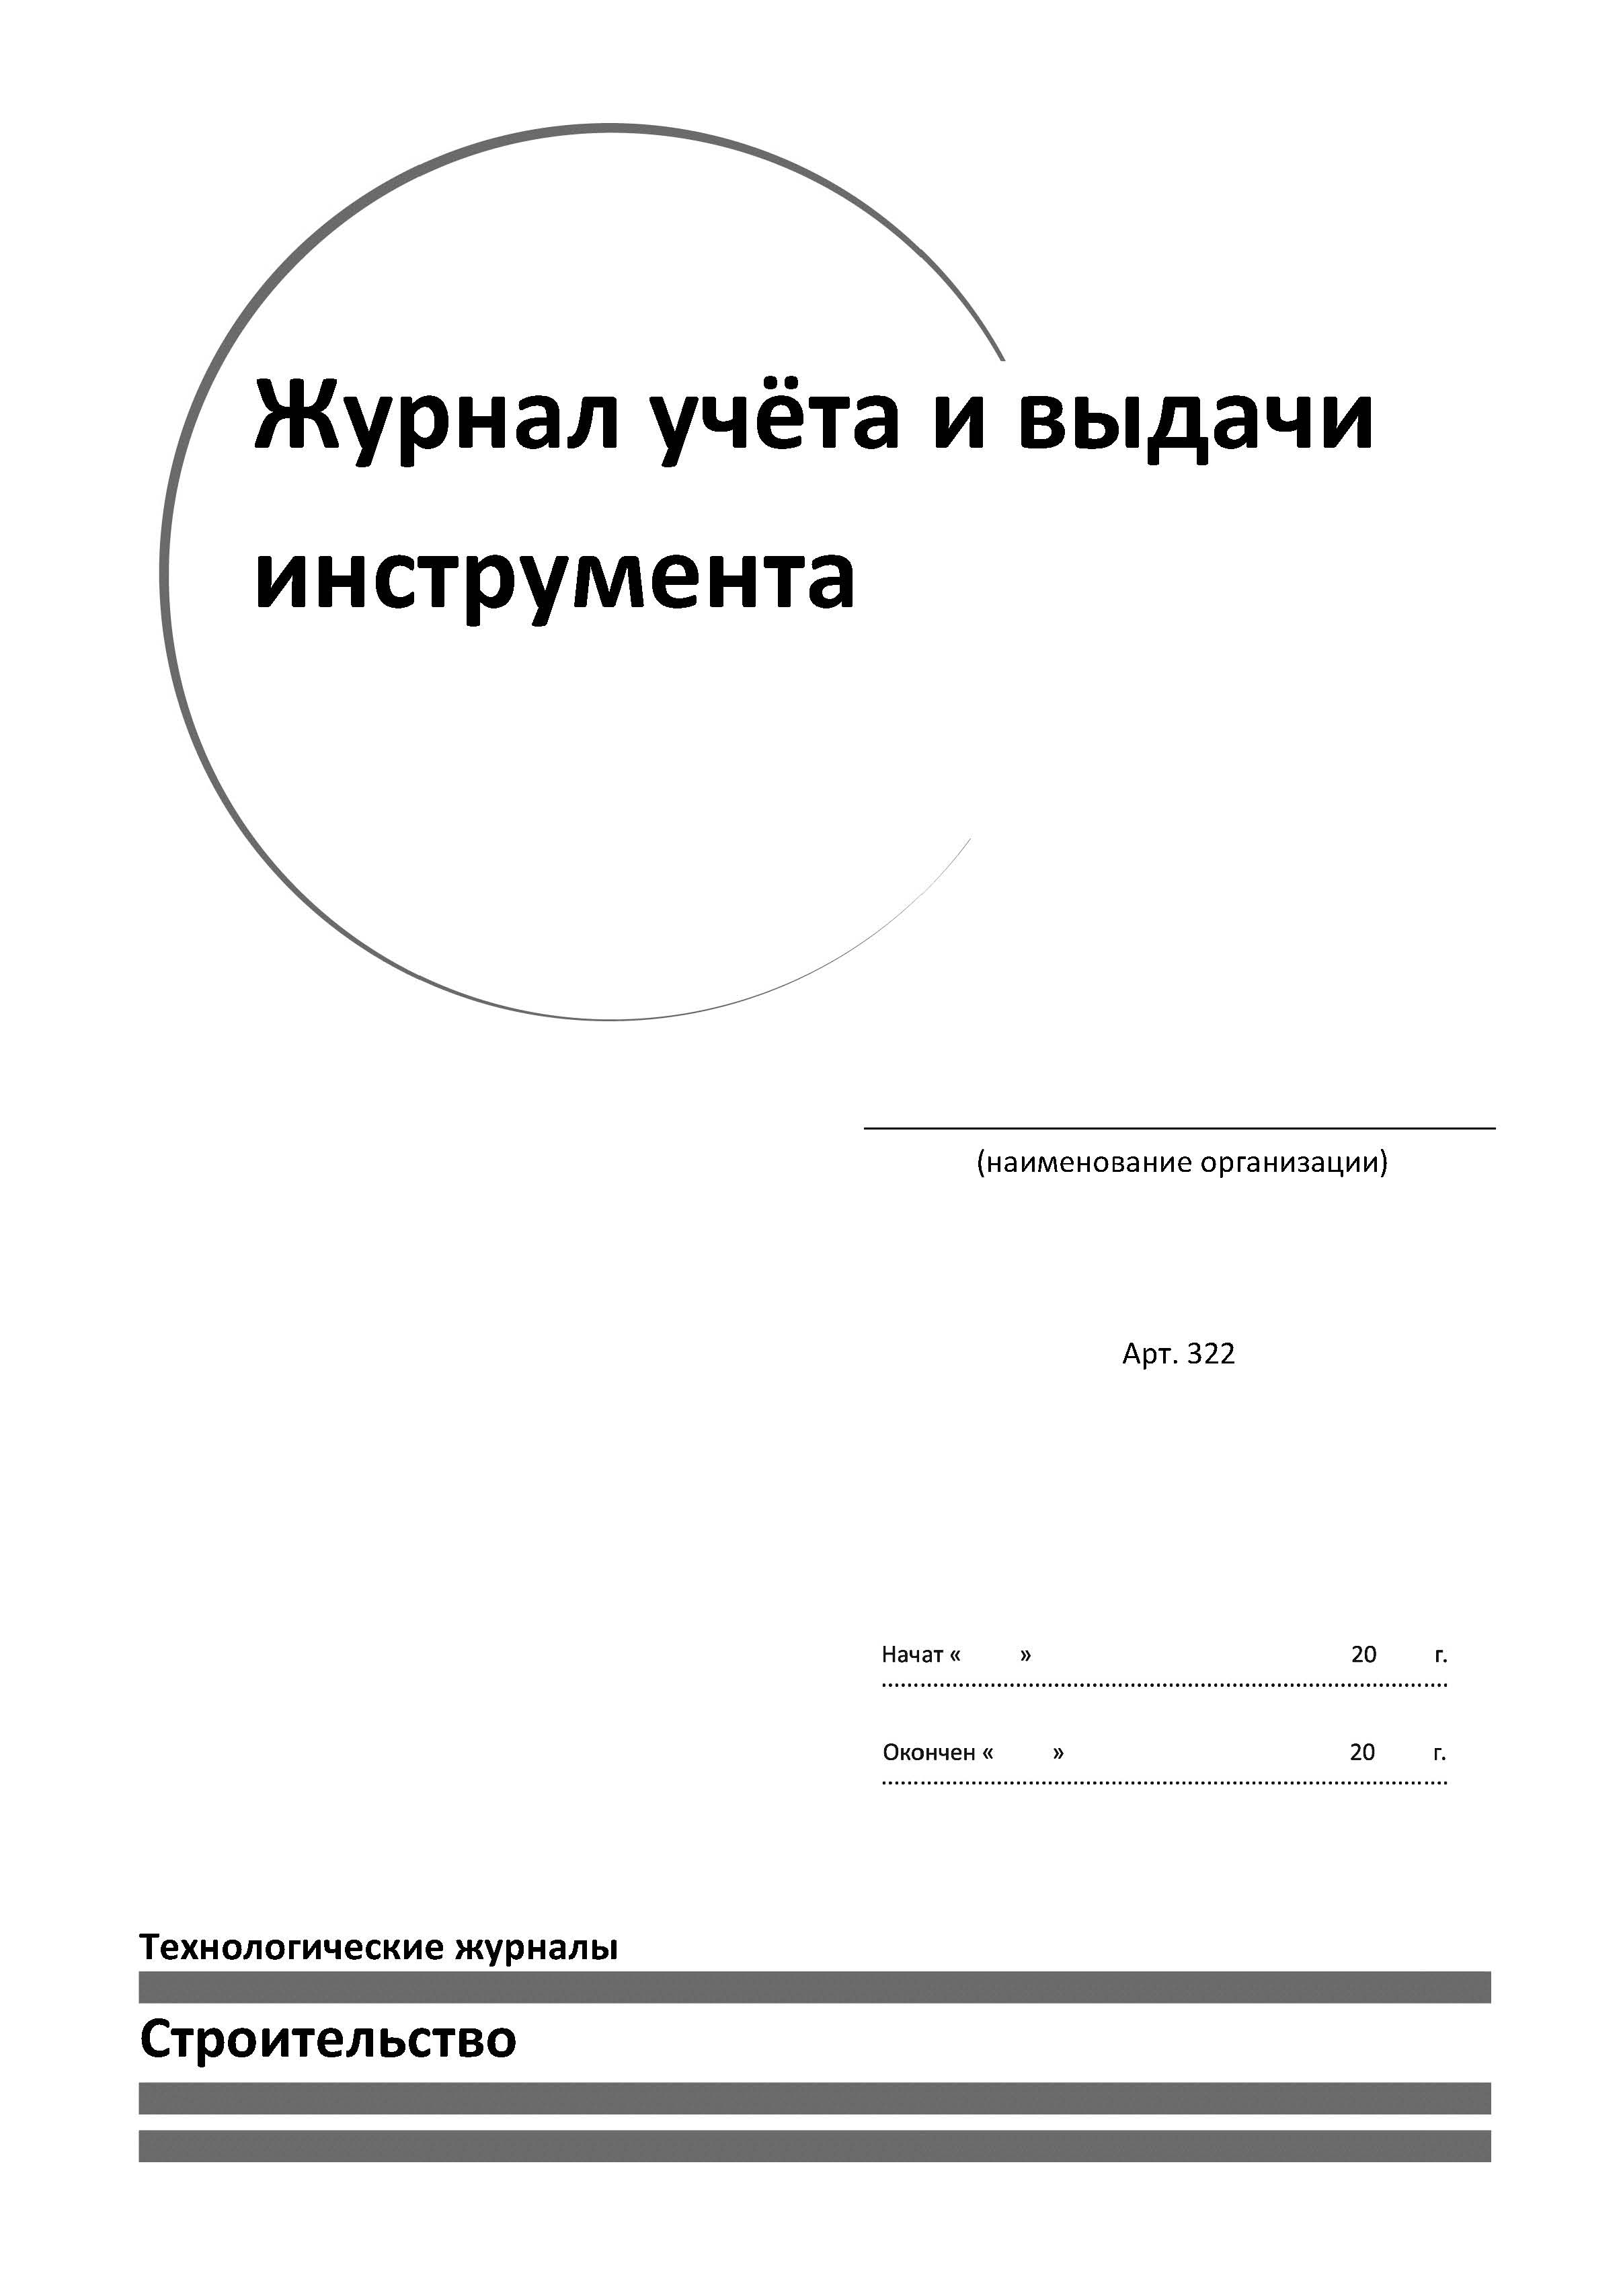 Журнал учёта и выдачи
инструмента
(наименование организации)
Арт. 322
Начат « » 20 г.
Окончен « » 20 г.
Технологические журналы
Строительство